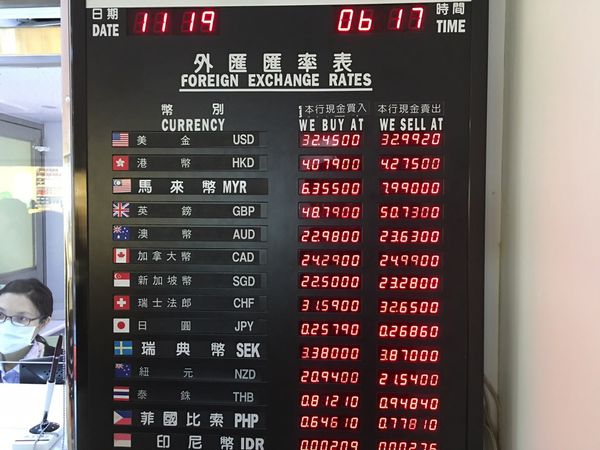 日期 11 19 06 17 時間
DATE TIME
外匯匯率表
FOREIGN EXCHANGE RATES
幣別 本行現金買入 本行現金賣出
CURRENCY WE BUY AT WE SELL AT
美金 USD 32.4500 32.9920
港幣 HKD 4.07900 4.27500
馬來幣 MYR 6.35500 7.99000
英鎊 GBP 48.7900 50.7300
澳幣 AUD 22.9800 23.6300
加拿大幣 CAD 24.2900 24.9900
新加坡幣 SGD 22.5000 23.2800
瑞士法郎 CHF 31.5900 32.6500
日圓 JPY 0.25790 0.26860
瑞典幣 SEK 3.38000 3.87000
紐元 NZD 20.9400 21.5400
泰銖 THB 0.81210 0.94840
菲國比索 PHP 0.64610 0.77810
印尼幣 IDR 0.00209 0.00276